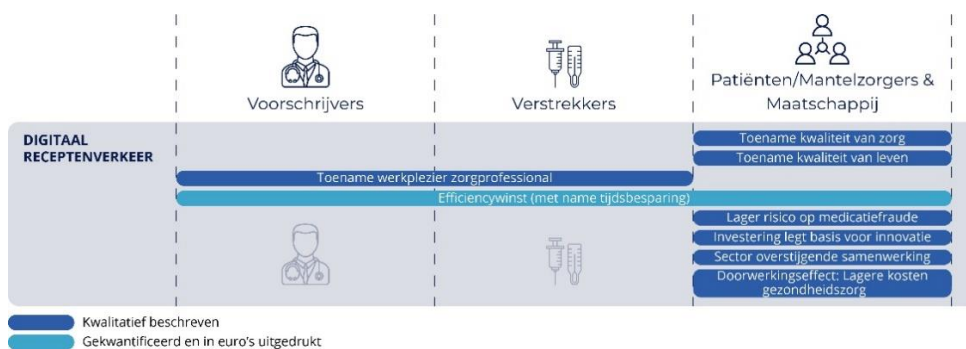 Voorschrijvers
Verstrekkers
Patiënten/Mantelzorgers &
Maatschappij
DIGITAAL
RECEPTENVERKEER
Toename kwaliteit van zorg
Toename kwaliteit van leven
Toename werkplezier zorgprofessional
Efficiencywinst (met name tijdsbesparing)
Lager risico op medicatiefraude
Investering legt basis voor innovatie
Sector overstijgende samenwerking
Doorwerkingseffect: Lagere kosten
gezondheidszorg
Kwalitatief beschreven
Gekwantificeerd en in euro's uitgedrukt